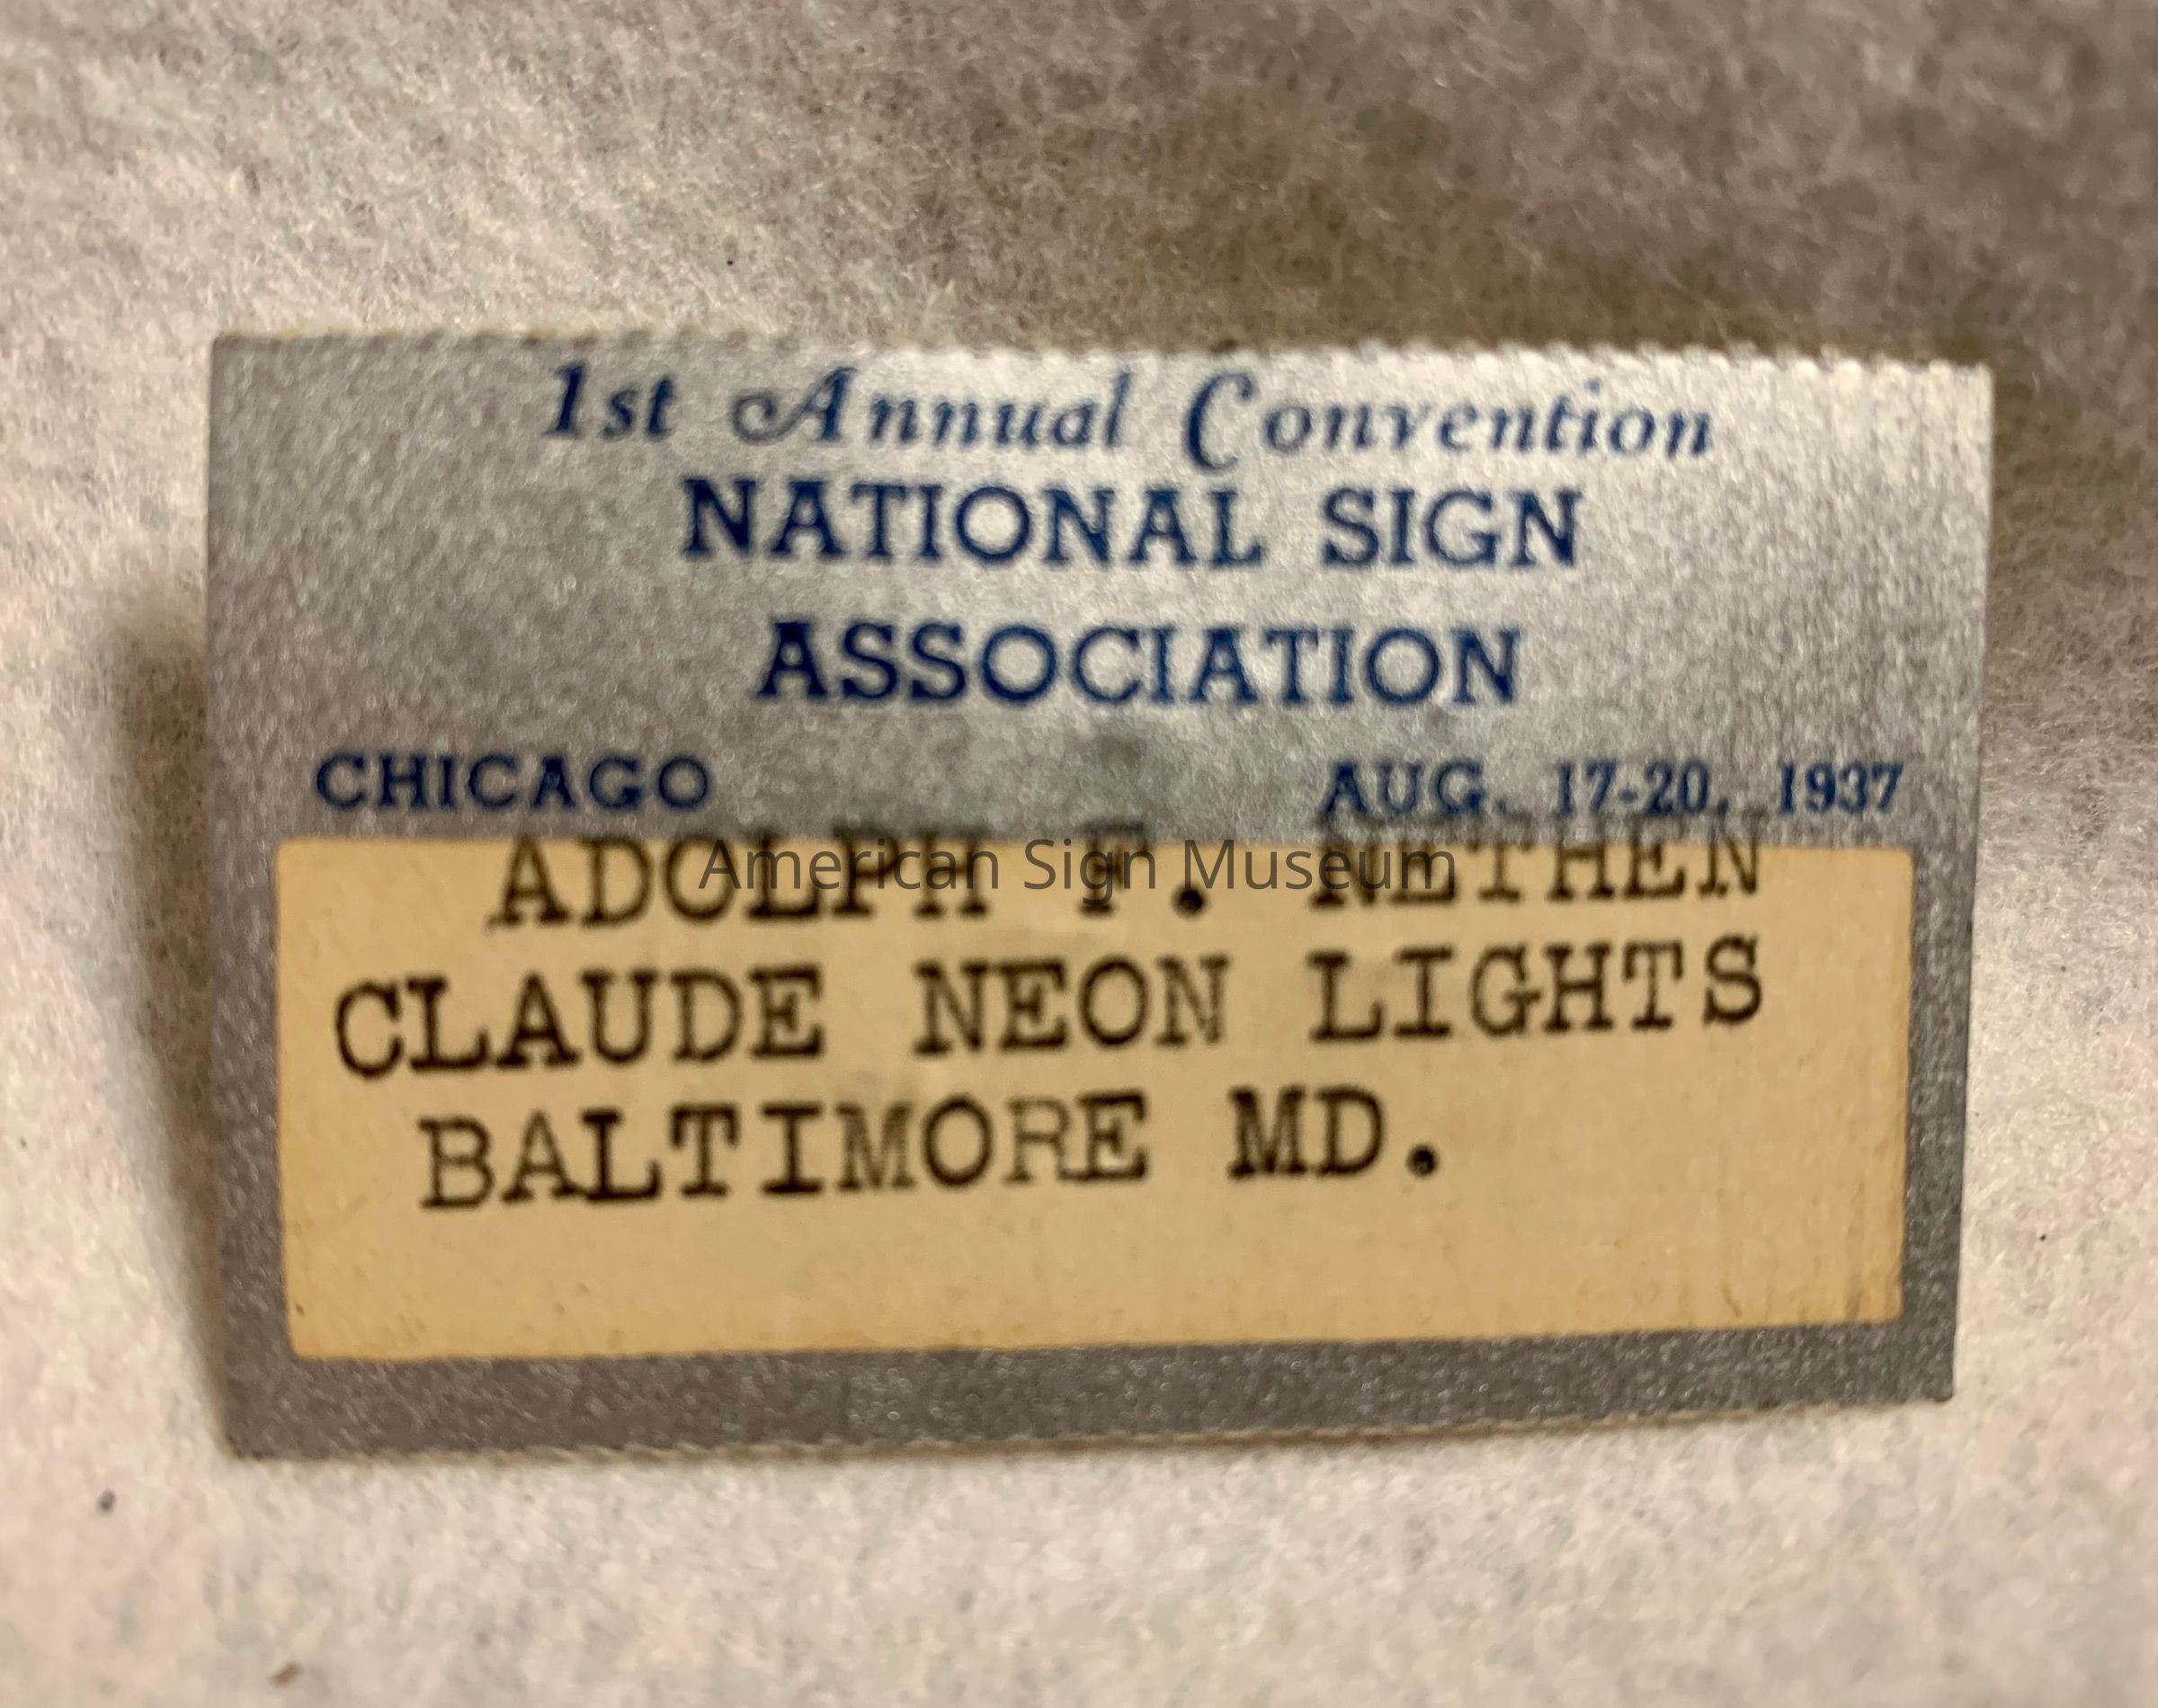 1st Annual Convention
NATIONAL SIGN
ASSOCIATION
CHICAGO AUG. 17-20, 1937
ADOLPH F. NETHEN
American Sign Museum
CLAUDE NEON LIGHTS
BALTIMORE MD.